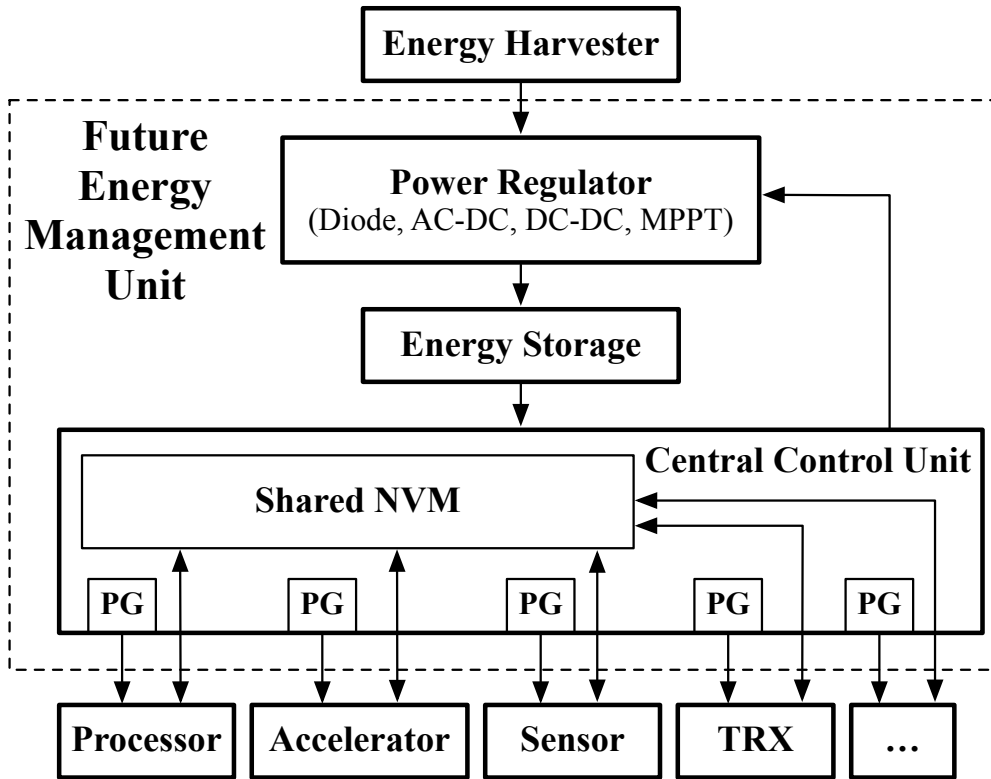 Energy Harvester
Future
Energy
Management
Unit
Power Regulator
(Diode, AC-DC, DC-DC, MPPT)
Energy Storage
Central Control Unit
Shared NVM
PG
PG
PG
PG
PG
Processor
Accelerator
Sensor
TRX
…